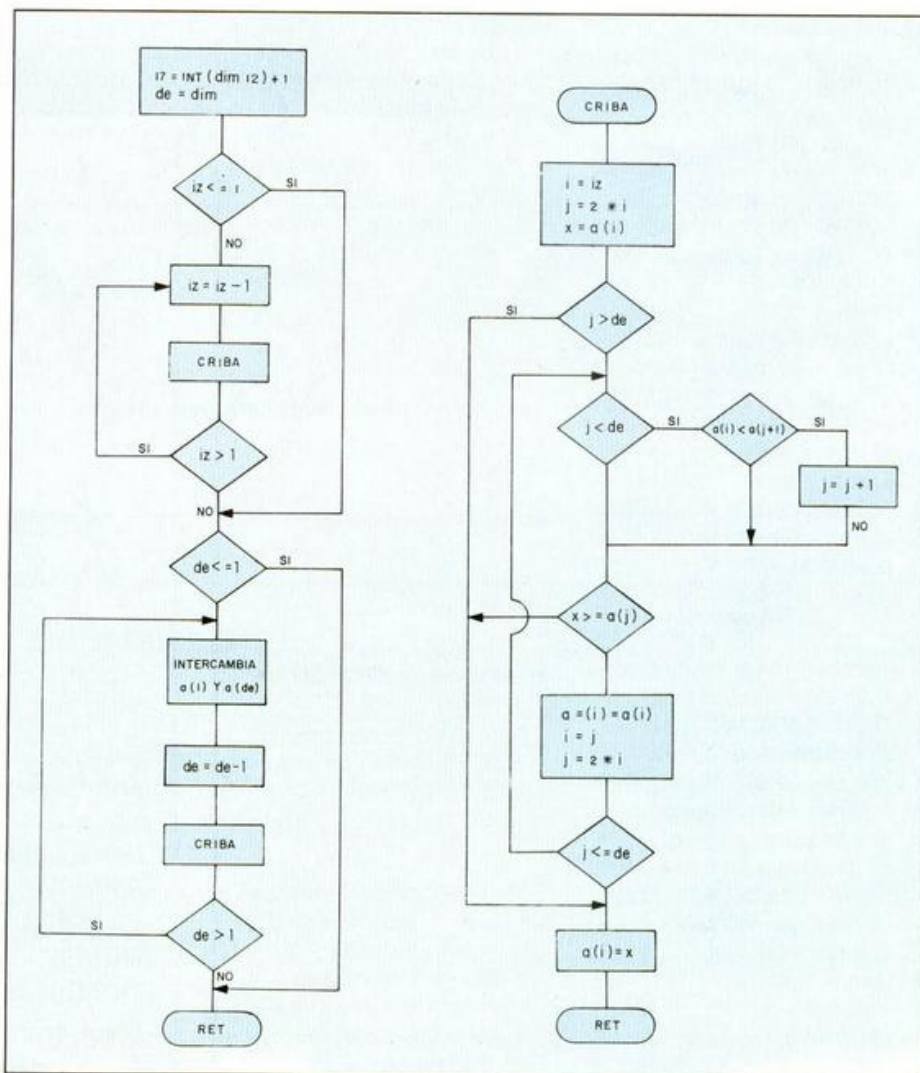 17 = INT (dim 12) + 1
de = dim
iz < = 1
SI
NO
iz = iz - 1
CRIBA
iz > 1
SI
NO
de < = 1
SI
INTERCAMBIA
a (1) Y a (de)
de = de - 1
CRIBA
de > 1
SI
NO
RET
CRIBA
i = iz
j = 2 * i
x = a (i)
j > de
SI
j < de
SI
a(i) < a(j+1)
SI
j = j + 1
NO
x > = a (j)
a = (i) = a(i)
i = j
j = 2 * i
j < = de
a (i) = x
RET